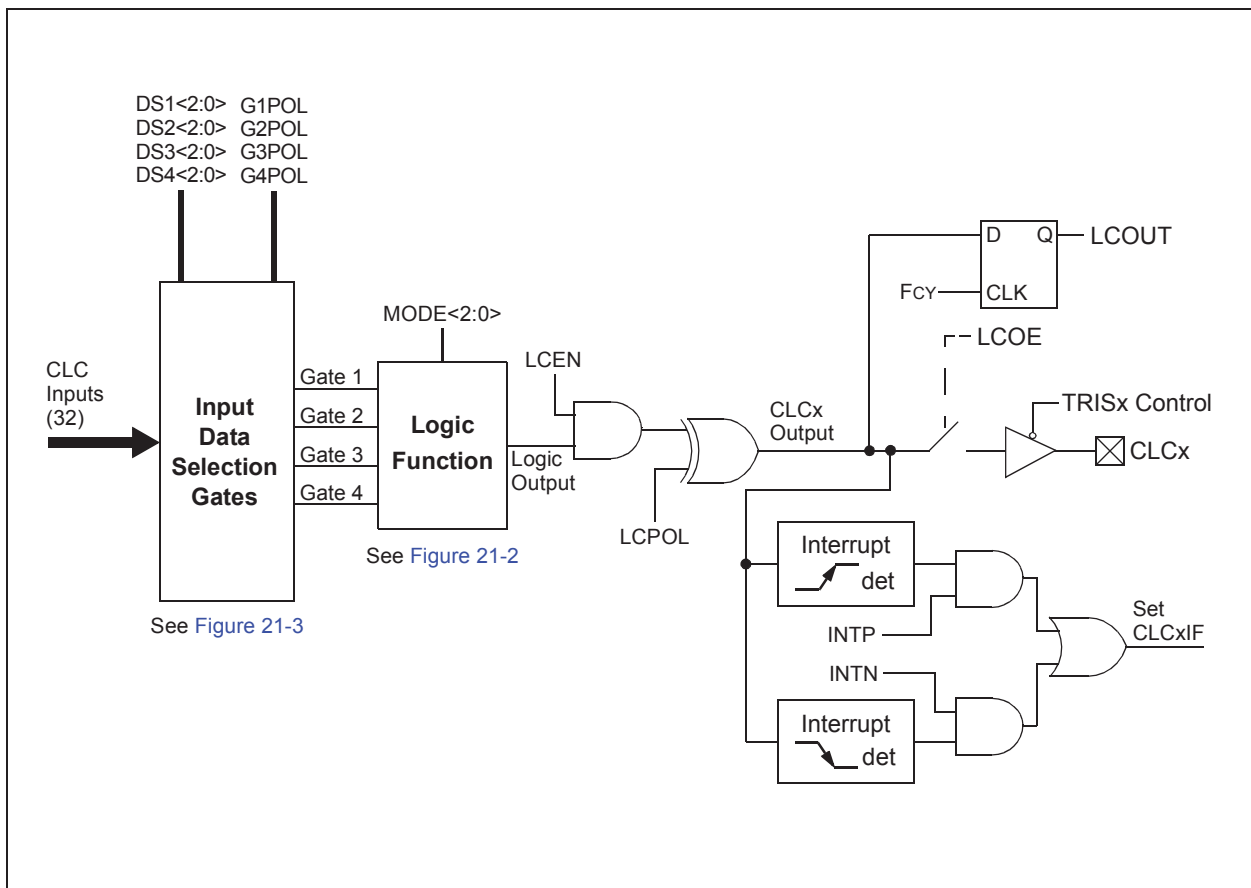 DS1<2:0> G1POL
DS2<2:0> G2POL
DS3<2:0> G3POL
DS4<2:0> G4POL
CLC
Inputs
(32)
Input
Data
Selection
Gates
See Figure 21-3
Gate 1
Gate 2
Gate 3
Gate 4
MODE<2:0>
Logic
Function
See Figure 21-2
Logic
Output
LCEN
LCPOL
CLCx
Output
D Q
CLK
LCOUT
FCY
LCOE
TRISx Control
CLCx
Interrupt
det
INTP
INTN
Interrupt
det
Set
CLCxIF